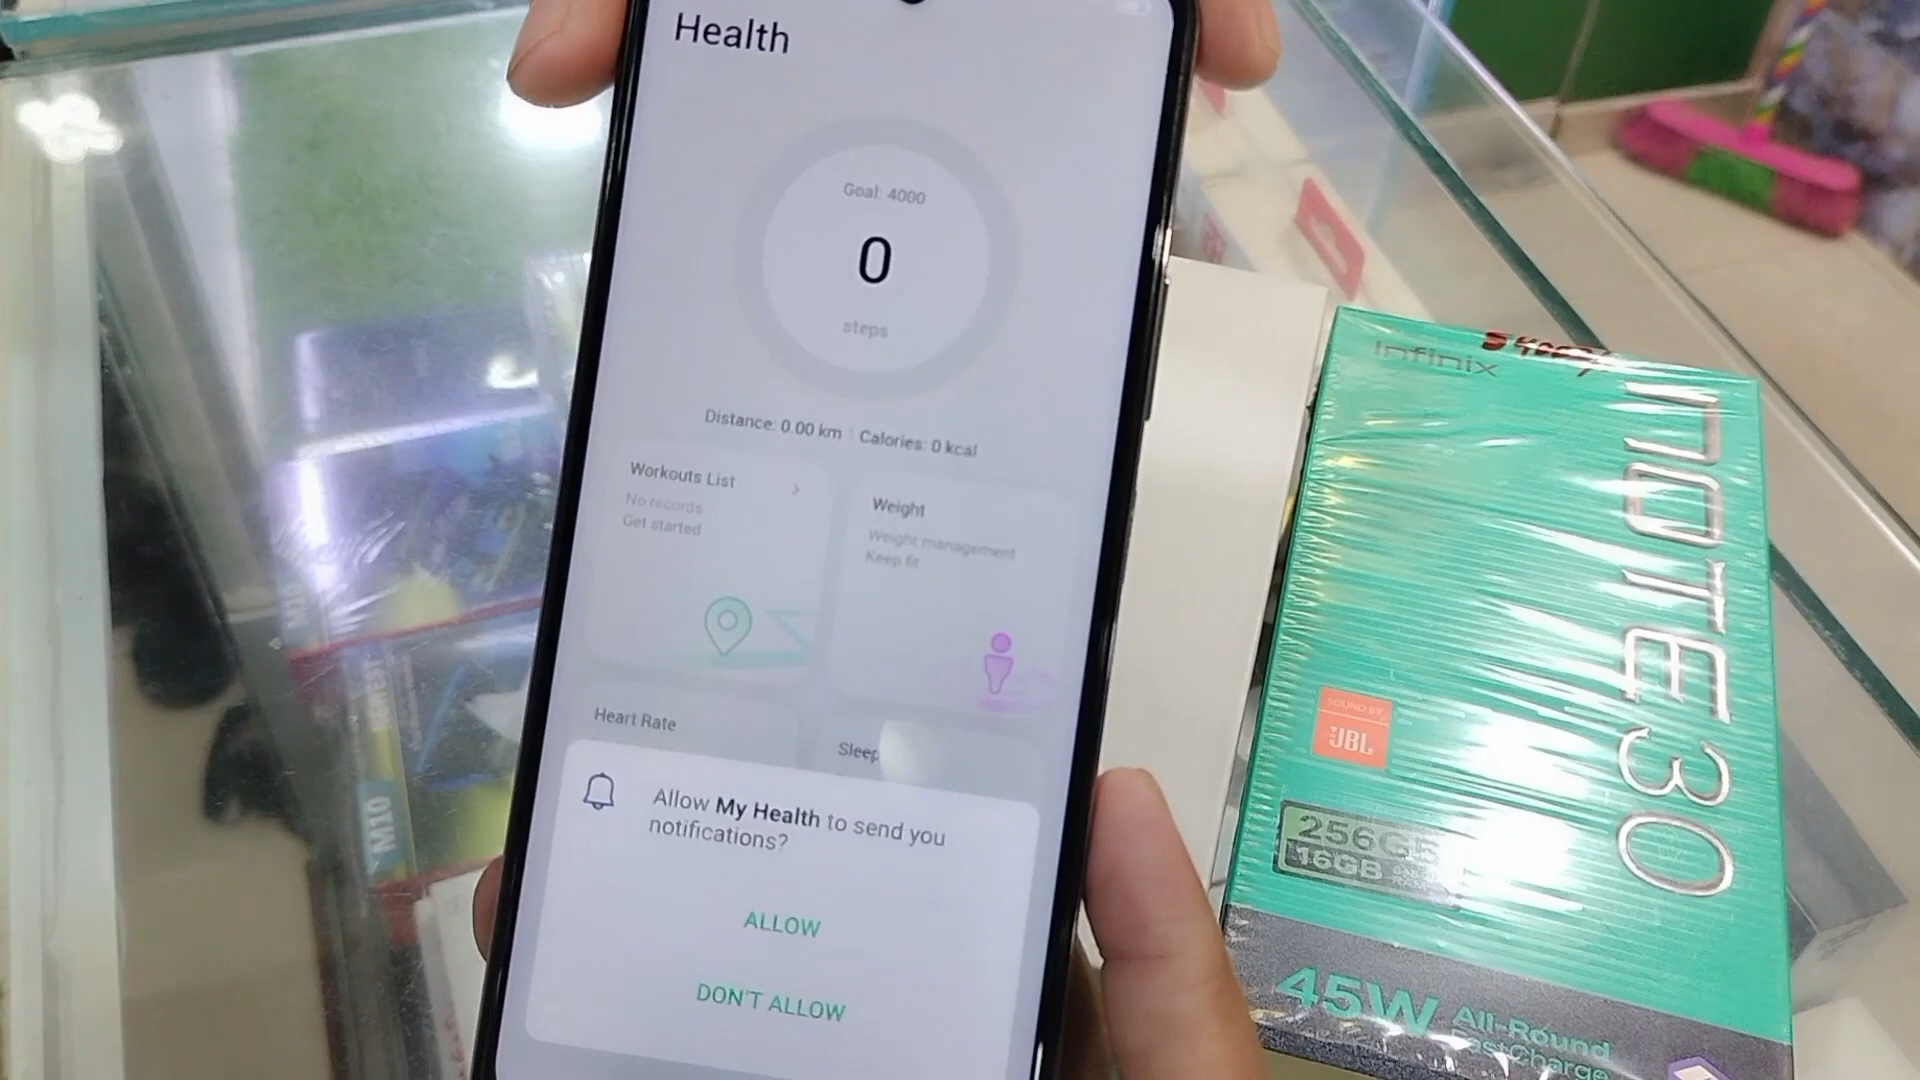 Health
Goal: 4000
0
steps
Distance: 0.00 km | Calories: 0 kcal
Workouts List
No records
Get started
Weight
Weight management
Keep fit
Heart Rate
Sleep
Allow My Health to send you
notifications?
ALLOW
DON'T ALLOW
Infinix
NOTE 30
SOUND BY
JBL
256GB
16GB
45W
All-Round
FastCharge
M10